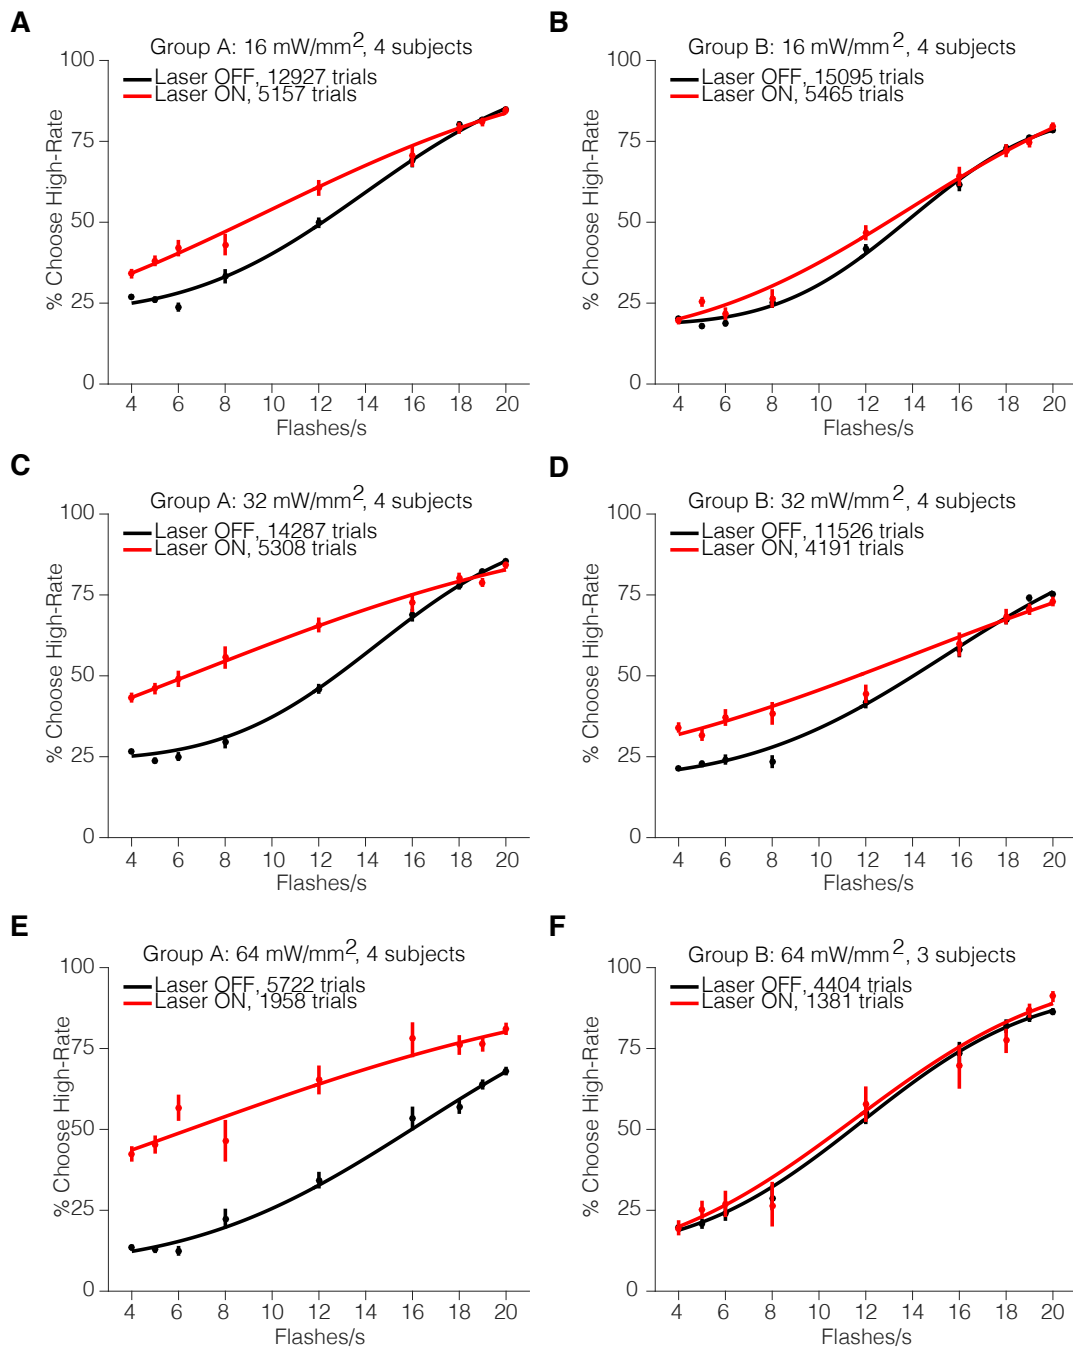 A
Group A: 16 mW/mm2, 4 subjects
Laser OFF, 12927 trials
Laser ON, 5157 trials
% Choose High-Rate
100
75
50
25
0
4 6 8 10 12 14 16 18 20
Flashes/s
B
Group B: 16 mW/mm2, 4 subjects
Laser OFF, 15095 trials
Laser ON, 5465 trials
% Choose High-Rate
100
75
50
25
0
4 6 8 10 12 14 16 18 20
Flashes/s
C
Group A: 32 mW/mm2, 4 subjects
Laser OFF, 14287 trials
Laser ON, 5308 trials
% Choose High-Rate
100
75
50
25
0
4 6 8 10 12 14 16 18 20
Flashes/s
D
Group B: 32 mW/mm2, 4 subjects
Laser OFF, 11526 trials
Laser ON, 4191 trials
% Choose High-Rate
100
75
50
25
0
4 6 8 10 12 14 16 18 20
Flashes/s
E
Group A: 64 mW/mm2, 4 subjects
Laser OFF, 5722 trials
Laser ON, 1958 trials
% Choose High-Rate
100
75
50
25
0
4 6 8 10 12 14 16 18 20
Flashes/s
F
Group B: 64 mW/mm2, 3 subjects
Laser OFF, 4404 trials
Laser ON, 1381 trials
% Choose High-Rate
100
75
50
25
0
4 6 8 10 12 14 16 18 20
Flashes/s